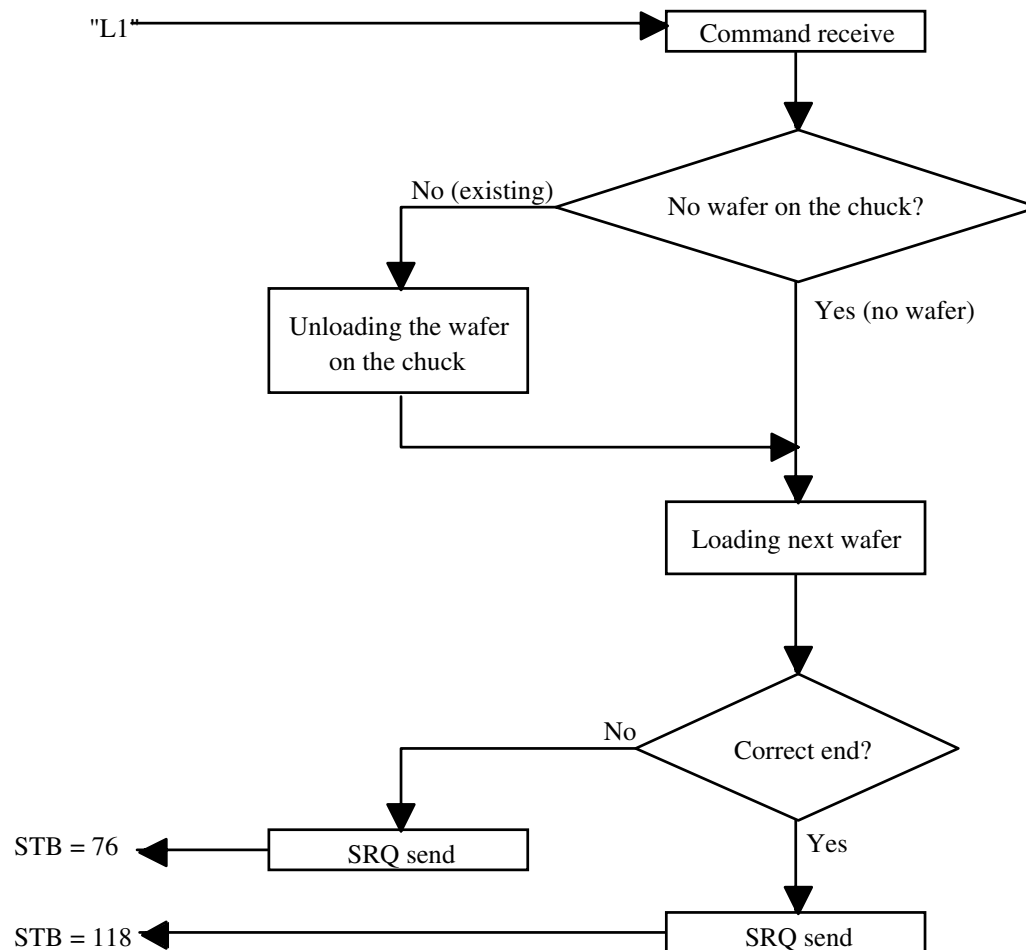 "L1"
Command receive
No (existing)
No wafer on the chuck?
Yes (no wafer)
Unloading the wafer
on the chuck
Loading next wafer
No
Correct end?
Yes
STB = 76
SRQ send
STB = 118
SRQ send